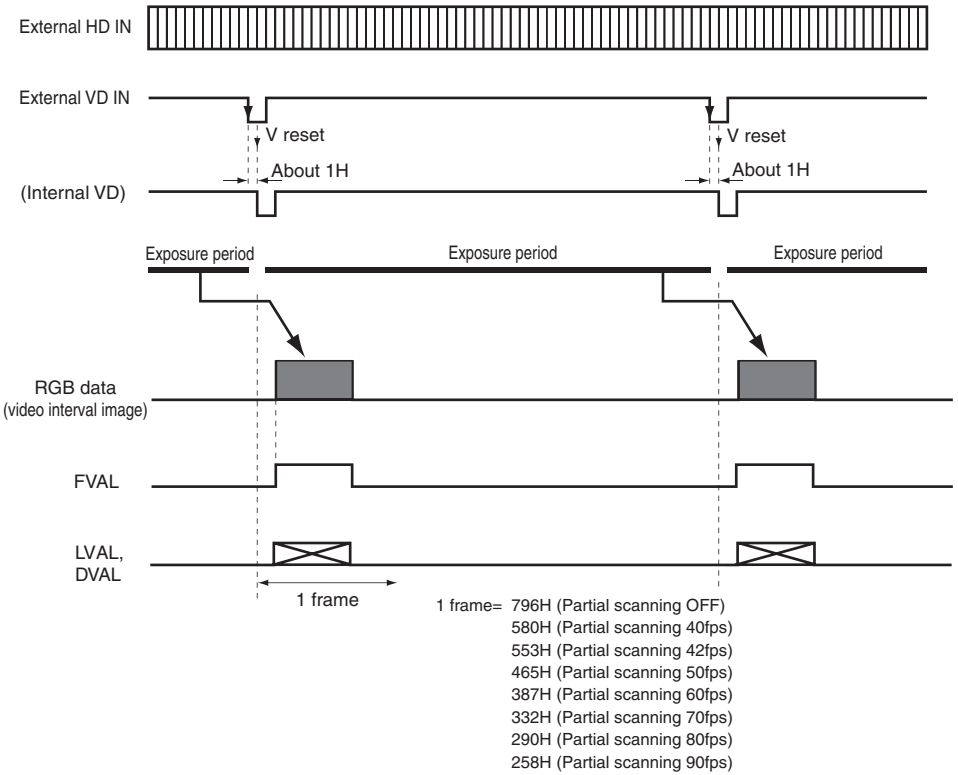 External HD IN
External VD IN
V reset
V reset
About 1H
About 1H
(Internal VD)
Exposure period
Exposure period
Exposure period
RGB data
(video interval image)
FVAL
LVAL,
DVAL
1 frame
1 frame= 796H (Partial scanning OFF)
580H (Partial scanning 40fps)
553H (Partial scanning 42fps)
465H (Partial scanning 50fps)
387H (Partial scanning 60fps)
332H (Partial scanning 70fps)
290H (Partial scanning 80fps)
258H (Partial scanning 90fps)